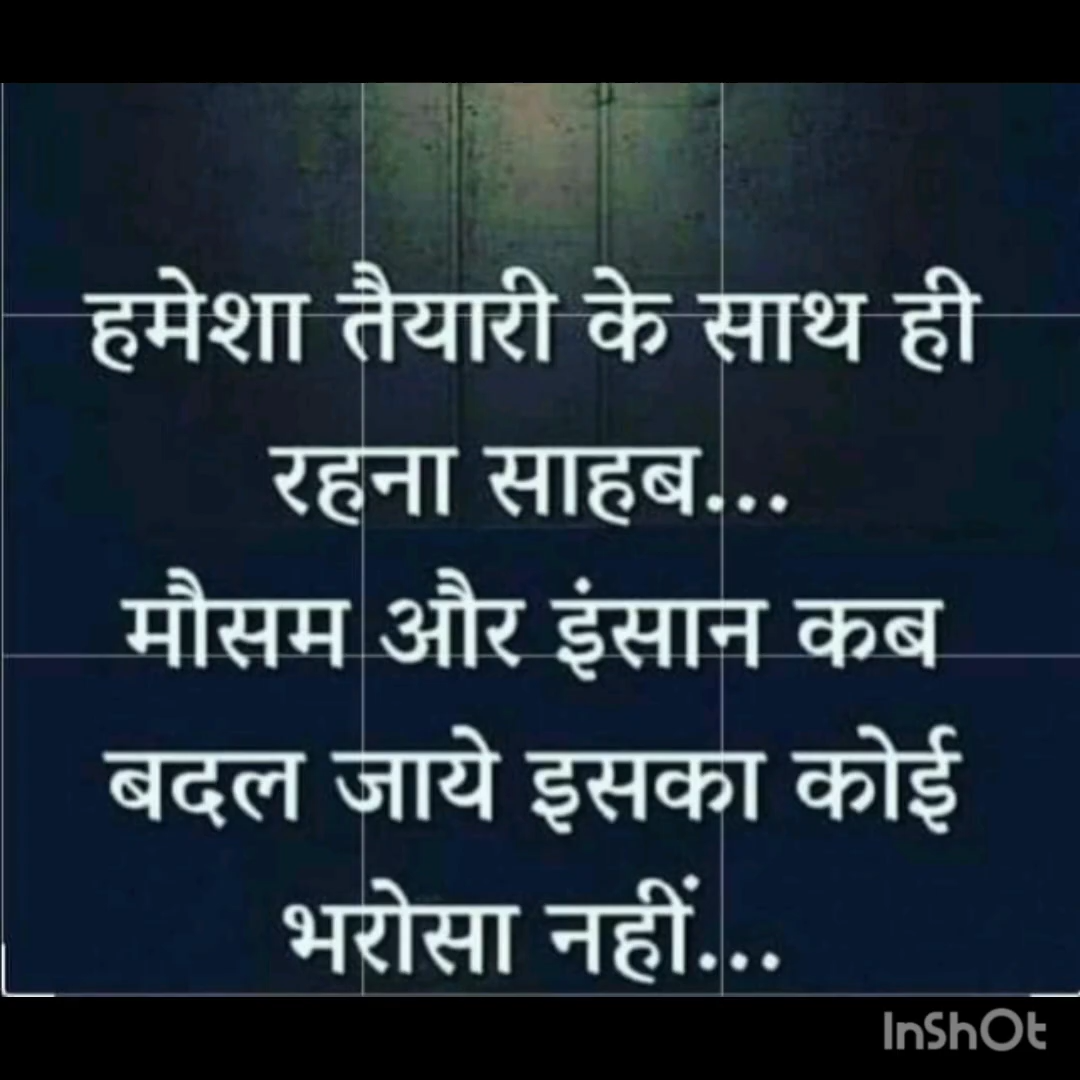 हमेशा तैयारी के साथ ही
रहना साहब...
मौसम और इंसान कब
बदल जाये इसका कोई
भरोसा नहीं...
InShOt